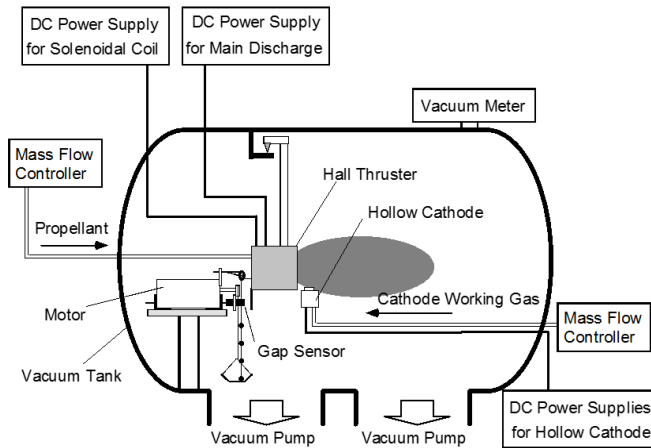 DC Power Supply
for Solenoidal Coil
DC Power Supply
for Main Discharge
Vacuum Meter
Mass Flow
Controller
Hall Thruster
Hollow Cathode
Propellant
Motor
Cathode Working Gas
Mass Flow
Controller
Gap Sensor
Vacuum Tank
DC Power Supplies
for Hollow Cathode
Vacuum Pump
Vacuum Pump